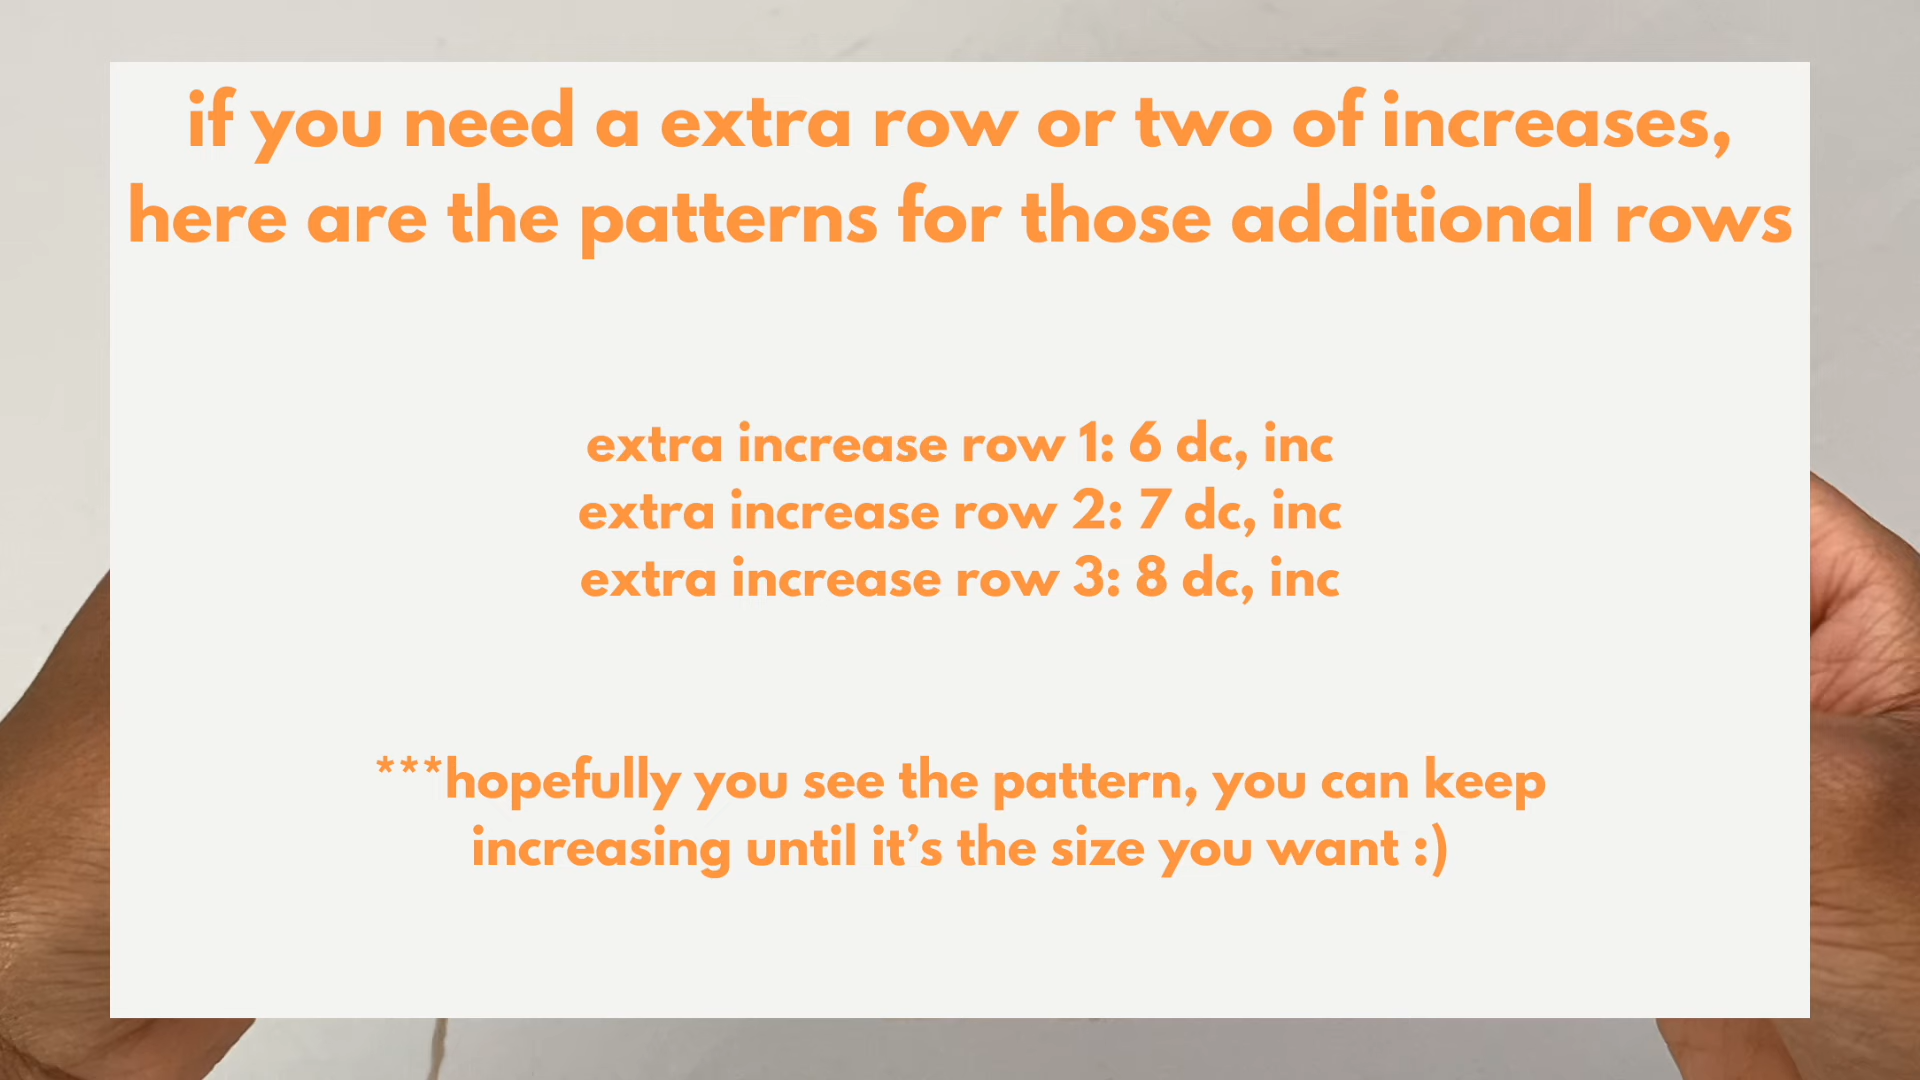 if you need a extra row or two of increases,
here are the patterns for those additional rows
extra increase row 1: 6 dc, inc
extra increase row 2: 7 dc, inc
extra increase row 3: 8 dc, inc
***hopefully you see the pattern, you can keep
increasing until it’s the size you want :)